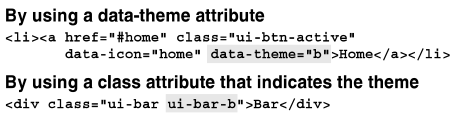 By using a data-theme attribute
<li><a href="#home" class="ui-btn-active"
data-icon="home" data-theme="b">Home</a></li>
By using a class attribute that indicates the theme
<div class="ui-bar ui-bar-b">Bar</div>